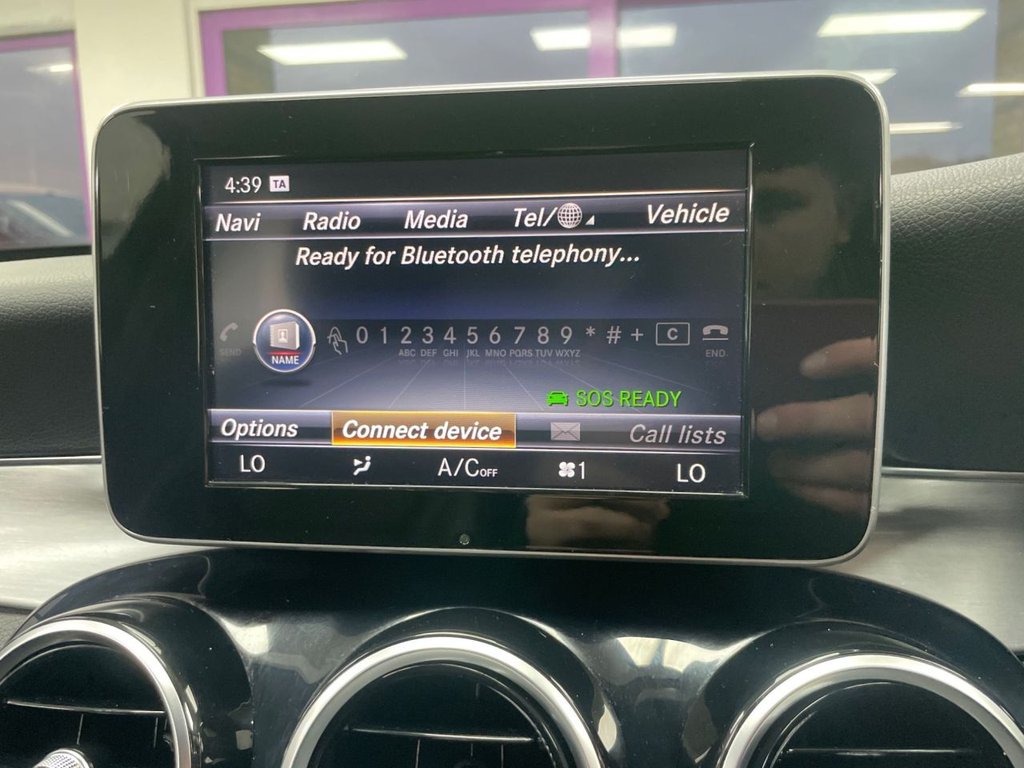 4:39 TA
Navi Radio Media Tel/ Vehicle
Ready for Bluetooth telephony...
NAME 0 1 2 3 4 5 6 7 8 9 * # + C
SEND ABC DEF GHI JKL MNO PQRS TUV WXYZ END
SOS READY
Options Connect device Call lists
LO A/C OFF 1 LO